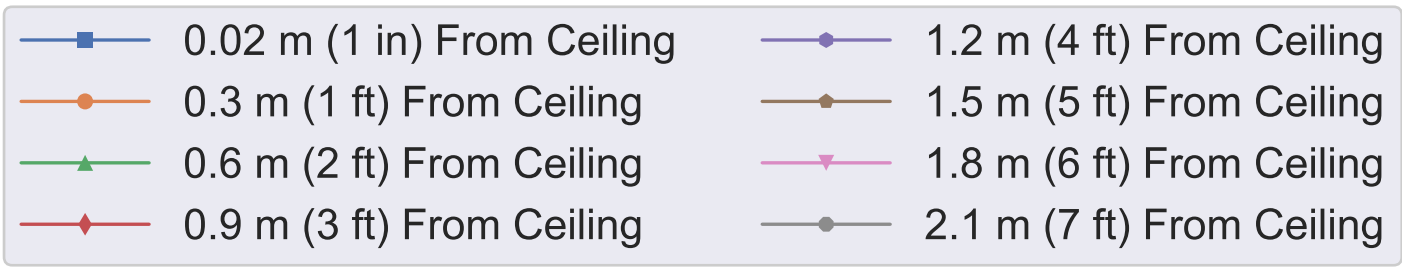 0.02 m (1 in) From Ceiling
0.3 m (1 ft) From Ceiling
0.6 m (2 ft) From Ceiling
0.9 m (3 ft) From Ceiling
1.2 m (4 ft) From Ceiling
1.5 m (5 ft) From Ceiling
1.8 m (6 ft) From Ceiling
2.1 m (7 ft) From Ceiling